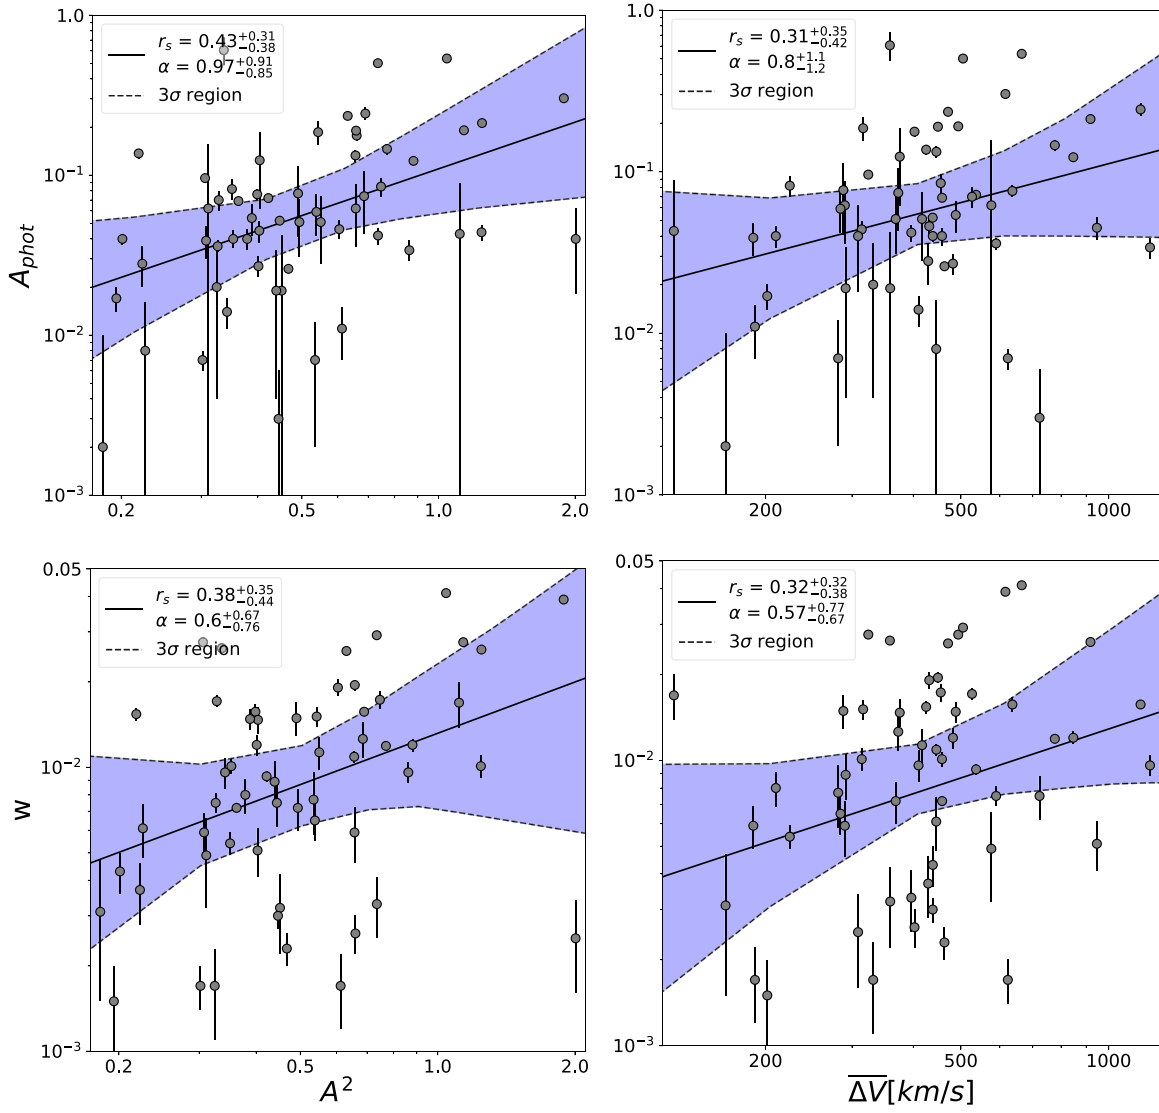 1.0
10⁻¹
10⁻²
10⁻³
A_phot
r_s = 0.43^{+0.31}_{-0.38}
α = 0.97^{+0.91}_{-0.85}
3σ region
0.2
0.5
1.0
2.0
1.0
10⁻¹
10⁻²
10⁻³
r_s = 0.31^{+0.35}_{-0.42}
α = 0.8^{+1.1}_{-1.2}
3σ region
200
500
1000
0.05
10⁻²
10⁻³
w
r_s = 0.38^{+0.35}_{-0.44}
α = 0.6^{+0.67}_{-0.76}
3σ region
0.2
0.5
1.0
2.0
A²
0.05
10⁻²
10⁻³
r_s = 0.32^{+0.32}_{-0.38}
α = 0.57^{+0.77}_{-0.67}
3σ region
200
500
1000
\overline{ΔV}[km/s]